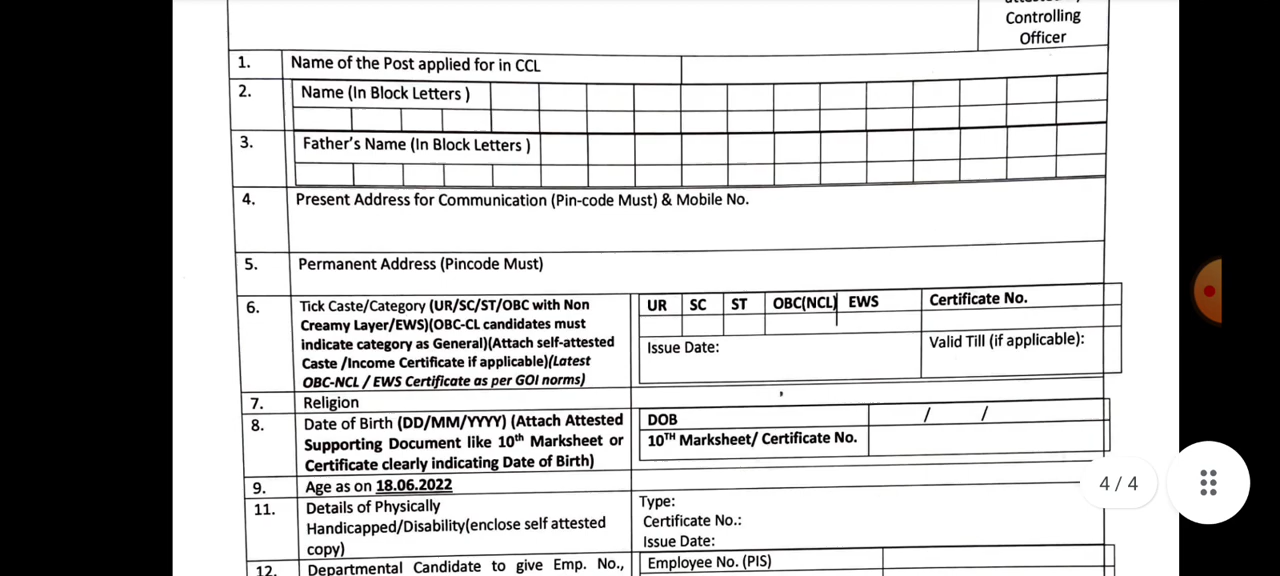 Controlling
Officer
1. Name of the Post applied for in CCL
2. Name (In Block Letters )
3. Father's Name (In Block Letters )
4. Present Address for Communication (Pin-code Must) & Mobile No.
5. Permanent Address (Pincode Must)
6. Tick Caste/Category (UR/SC/ST/OBC with Non
Creamy Layer/EWS)(OBC-CL candidates must
indicate category as General)(Attach self-attested
Caste /Income Certificate if applicable)(Latest
OBC-NCL / EWS Certificate as per GOI norms)
UR SC ST OBC(NCL) EWS Certificate No.
Issue Date: Valid Till (if applicable):
7. Religion
8. Date of Birth (DD/MM/YYYY) (Attach Attested
Supporting Document like 10th Marksheet or
Certificate clearly indicating Date of Birth)
DOB / /
10TH Marksheet/ Certificate No.
9. Age as on 18.06.2022
11. Details of Physically
Handicapped/Disability(enclose self attested
copy)
Type:
Certificate No.:
Issue Date:
12. Departmental Candidate to give Emp. No.,
Employee No. (PIS)
4 / 4